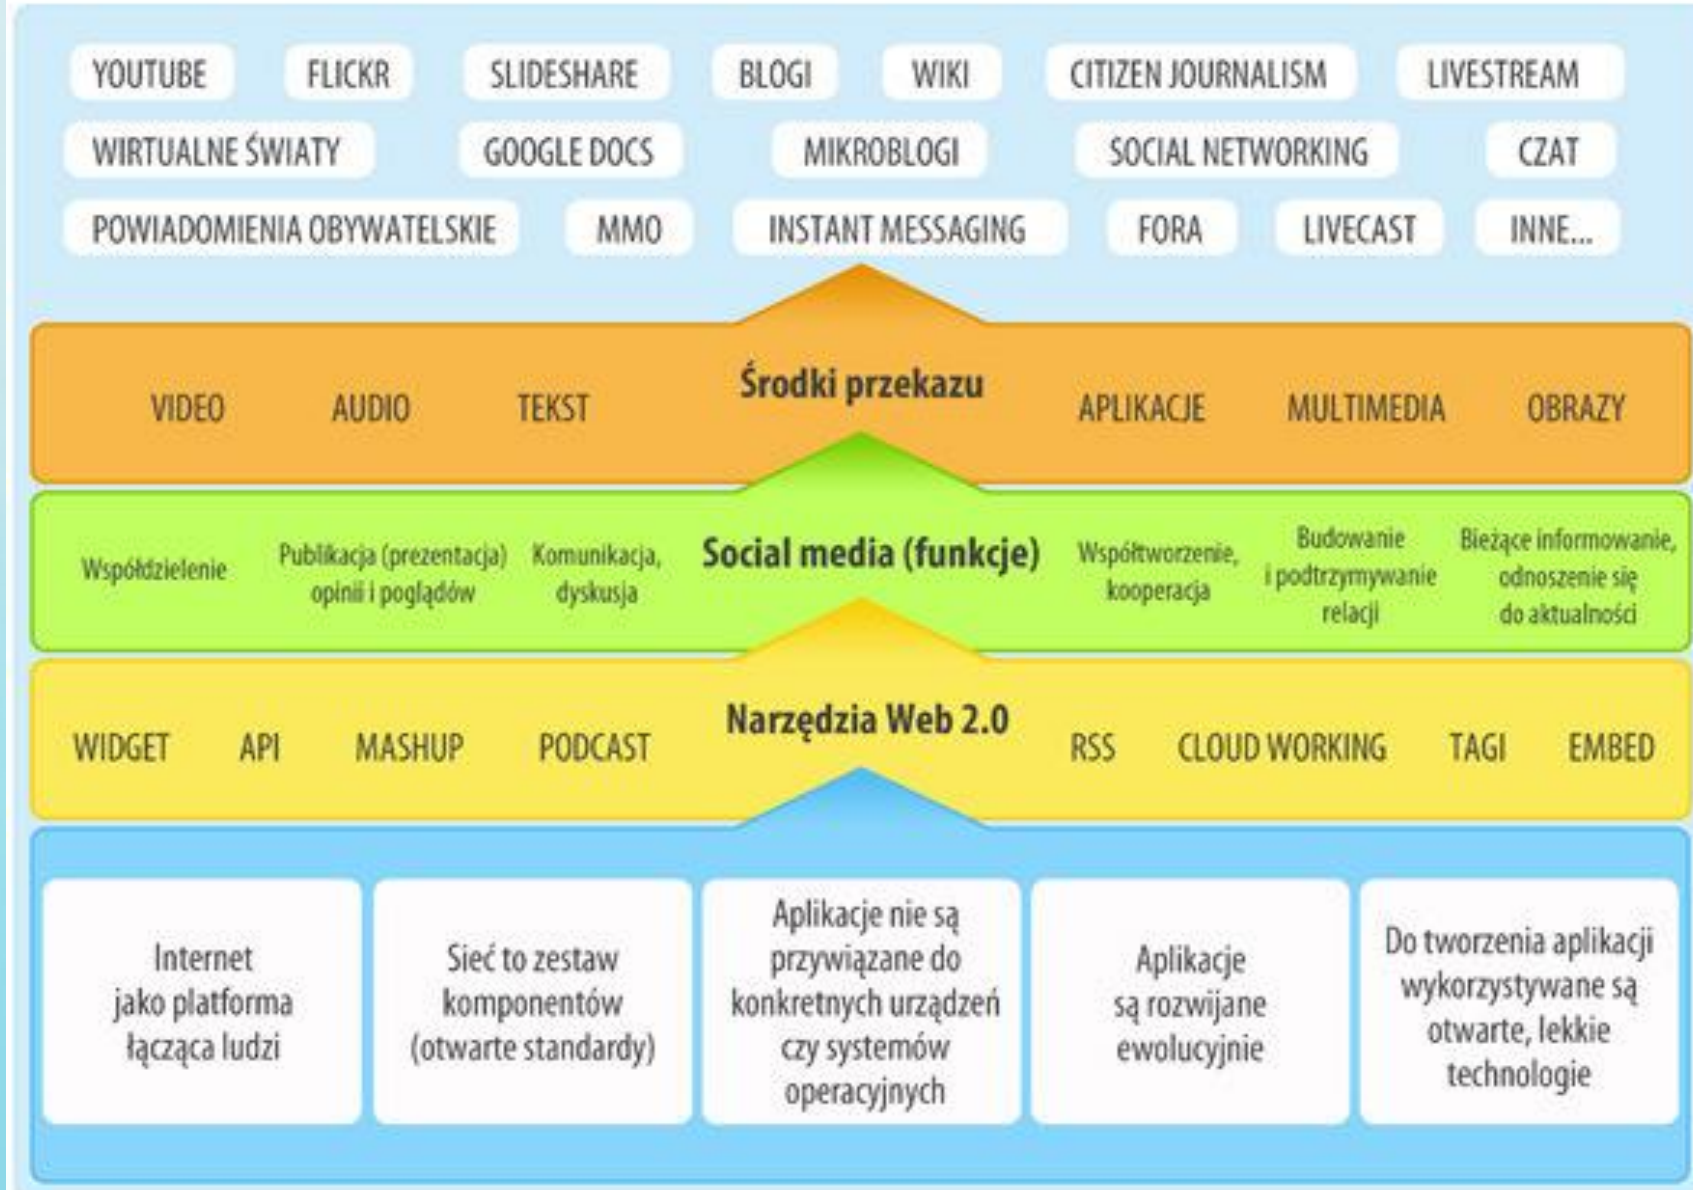 YOUTUBE FLICKR SLIDESHARE BLOGI WIKI CITIZEN JOURNALISM LIVESTREAM
WIRTUALNE ŚWIATY GOOGLE DOCS MIKROBLOGI SOCIAL NETWORKING CZAT
POWIADOMIENIA OBYWATELSKIE MMO INSTANT MESSAGING FORA LIVECAST INNE...
Środki przekazu
VIDEO AUDIO TEKST APLIKACJE MULTIMEDIA OBRAZY
Social media (funkcje)
Współdzielenie
Publikacja (prezentacja)
opinii i poglądów
Komunikacja,
dyskusja
Współtworzenie,
kooperacja
Budowanie
i podtrzymywanie
relacji
Bieżące informowanie,
odnoszenie się
do aktualności
Narzędzia Web 2.0
WIDGET API MASHUP PODCAST RSS CLOUD WORKING TAGI EMBED
Internet
jako platforma
łącząca ludzi
Sieć to zestaw
komponentów
(otwarte standardy)
Aplikacje nie są
przywiązane do
konkretnych urządzeń
czy systemów
operacyjnych
Aplikacje
są rozwijane
ewolucyjnie
Do tworzenia aplikacji
wykorzystywane są
otwarte, lekkie
technologie